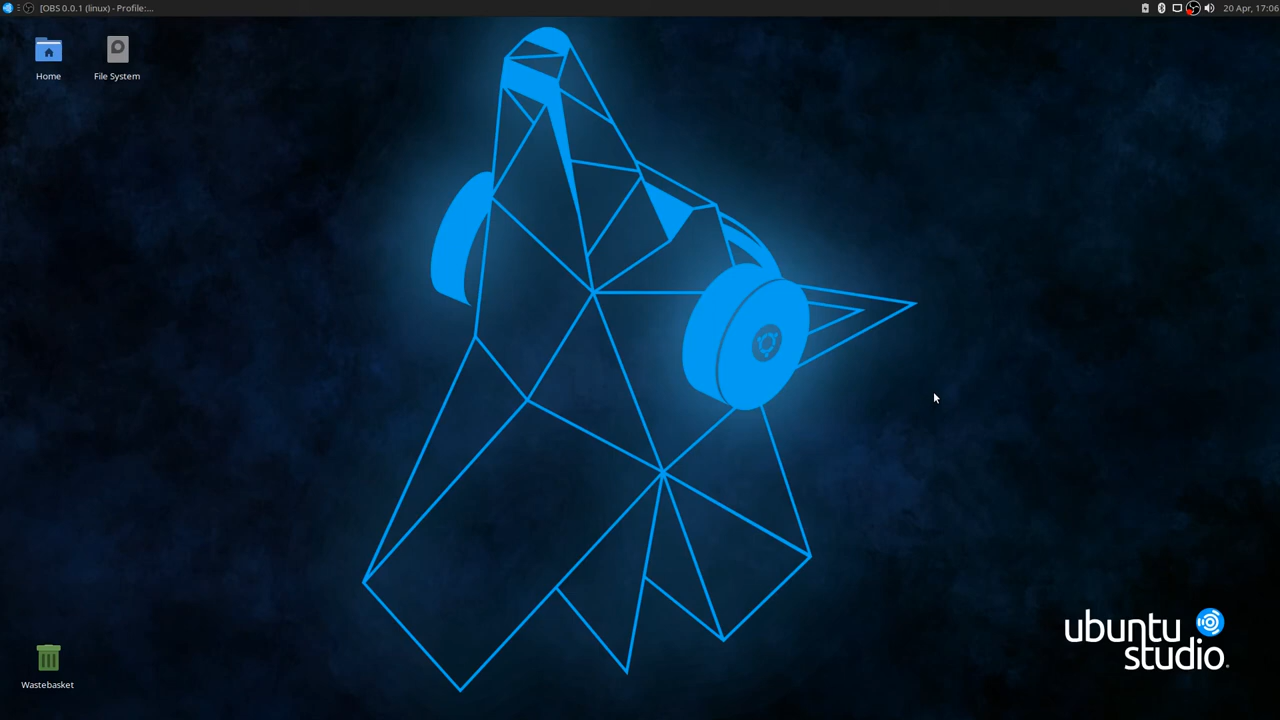 [OBS 0.0.1 (linux) - Profile:...
20 Apr, 17:06
Home
File System
Wastebasket
ubuntu
studio